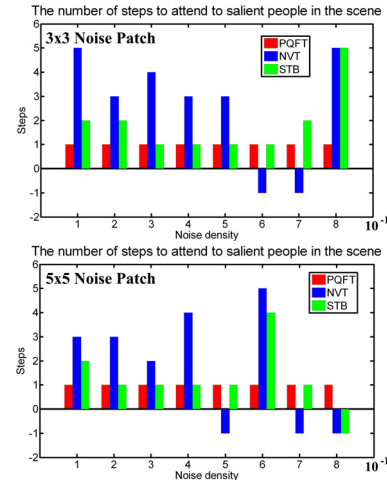 The number of steps to attend to salient people in the scene
6
3x3 Noise Patch
PQFT
NVT
STB
5
4
3
2
1
0
-1
-2
Steps
1 2 3 4 5 6 7 8
Noise density
10-1
The number of steps to attend to salient people in the scene
6
5x5 Noise Patch
PQFT
NVT
STB
5
4
3
2
1
0
-1
-2
Steps
1 2 3 4 5 6 7 8
Noise density
10-1